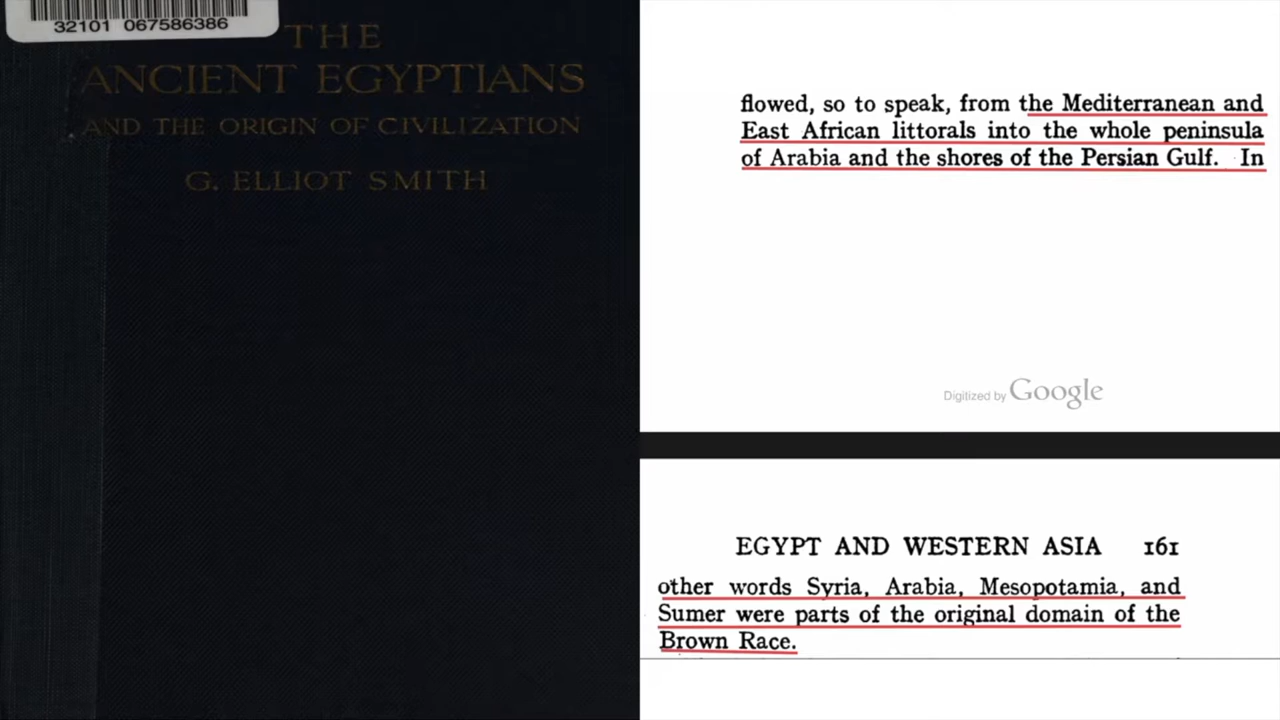 32101 067586386
THE
ANCIENT EGYPTIANS
AND THE ORIGIN OF CIVILIZATION
G. ELLIOT SMITH
flowed, so to speak, from the Mediterranean and
East African littorals into the whole peninsula
of Arabia and the shores of the Persian Gulf. In
Digitized by Google
EGYPT AND WESTERN ASIA 161
other words Syria, Arabia, Mesopotamia, and
Sumer were parts of the original domain of the
Brown Race.